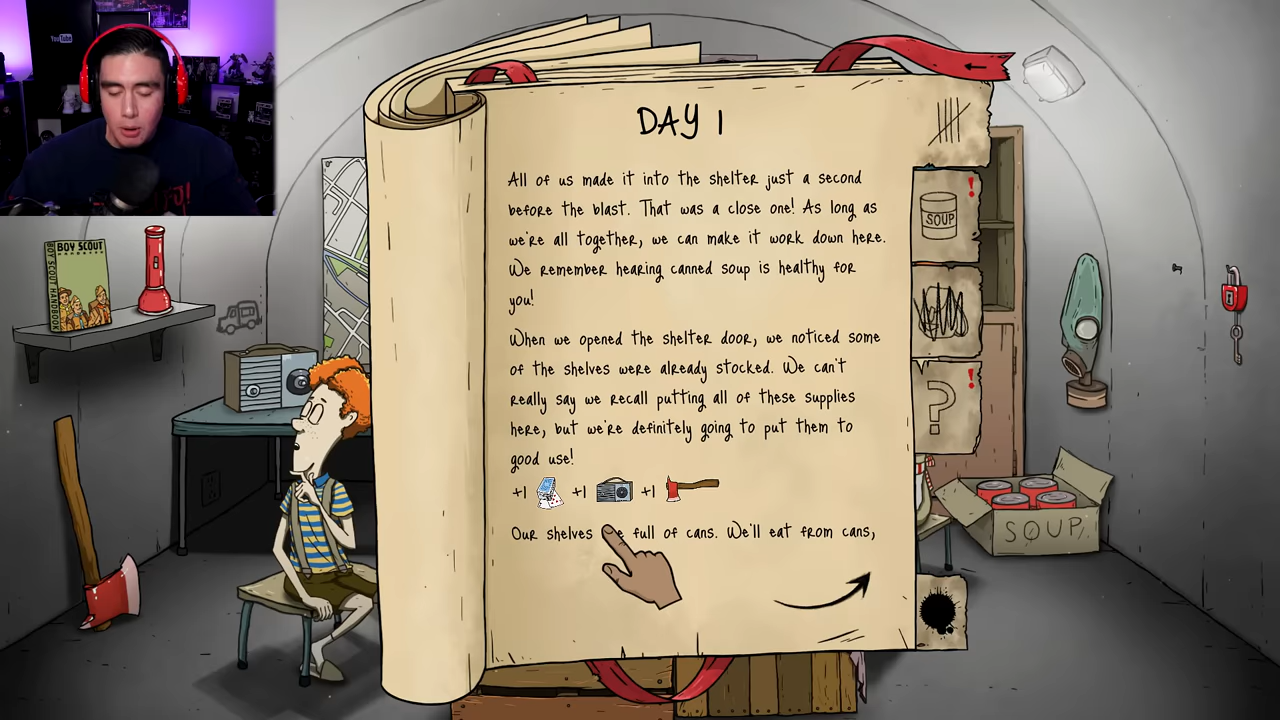 YouTube
BOY SCOUT
HANDBOOK
BOY SCOUT HANDBOOK
DAY 1
All of us made it into the shelter just a second
before the blast. That was a close one! As long as
we're all together, we can make it work down here.
We remember hearing canned soup is healthy for
you!
When we opened the shelter door, we noticed some
of the shelves were already stocked. We can't
really say we recall putting all of these supplies
here, but we're definitely going to put them to
good use!
+1 +1 +1
Our shelves full of cans. We'll eat from cans,
SOUP
!
?
!
SOUP